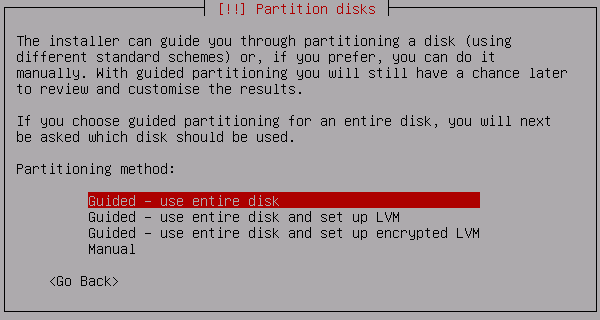 [!!] Partition disks
The installer can guide you through partitioning a disk (using
different standard schemes) or, if you prefer, you can do it
manually. With guided partitioning you will still have a chance later
to review and customise the results.
If you choose guided partitioning for an entire disk, you will next
be asked which disk should be used.
Partitioning method:
Guided - use entire disk
Guided - use entire disk and set up LVM
Guided - use entire disk and set up encrypted LVM
Manual
<Go Back>